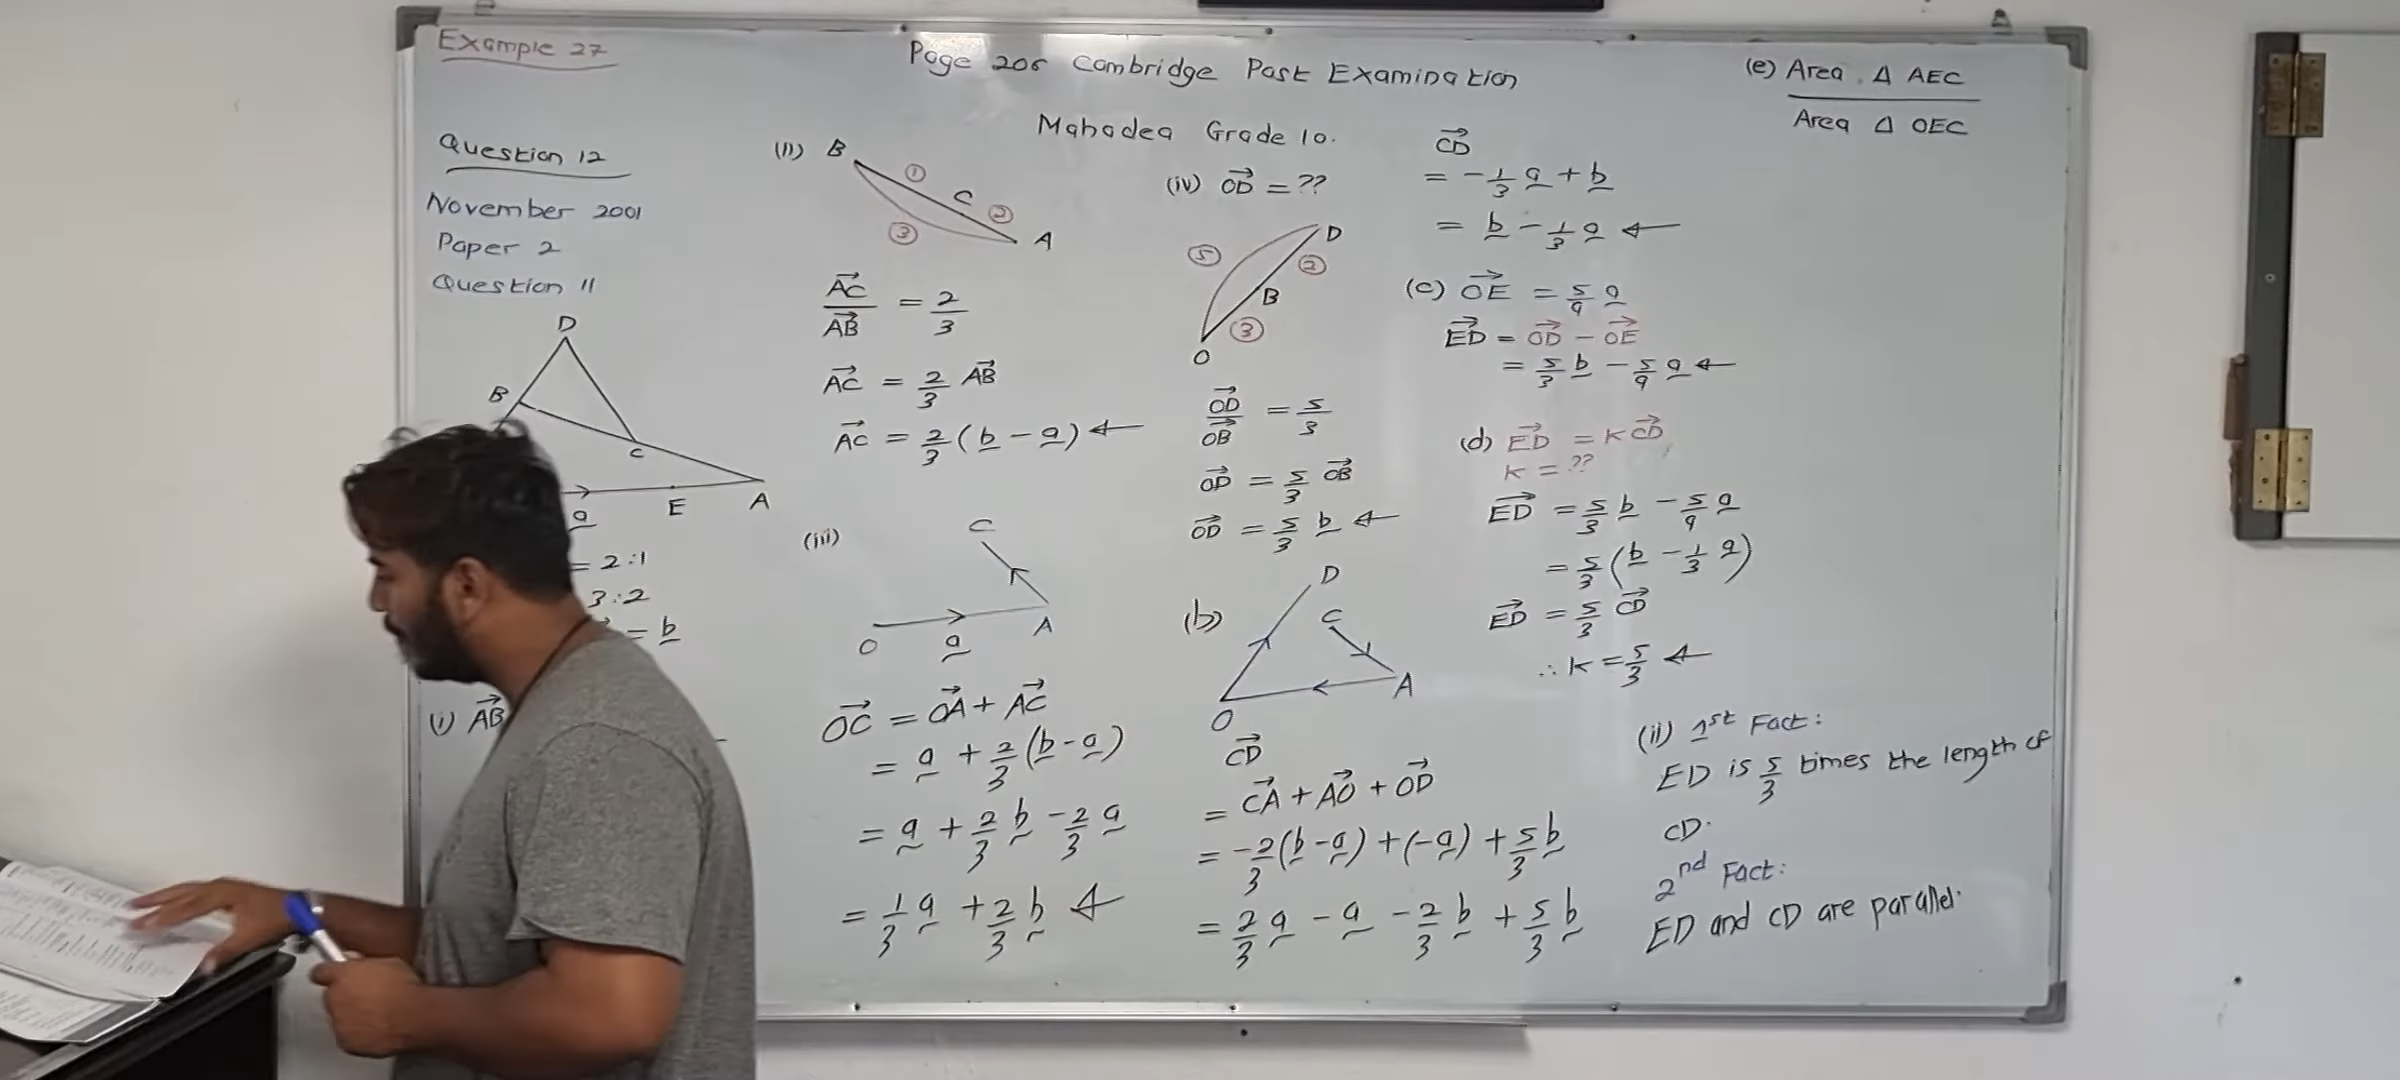 Example 27
Page 206 Cambridge Past Examination
Mahadea Grade 10.
Question 12
November 2001
Paper 2
Question 11
D
B
C
E
A
a
= 2:1
3:2
= b
(i) AB
(ii) B
① C ②
③ A
AC/AB = 2/3
AC = 2/3 AB
AC = 2/3 (b - a) ←
(iii)
C
O a A
OC = OA + AC
= a + 2/3 (b - a)
= a + 2/3 b - 2/3 a
= 1/3 a + 2/3 b ←
(iv) OD = ??
D
⑤ ②
B
③
O
OD/OB = 5/3
OD = 5/3 OB
OD = 5/3 b ←
(b)
D
C
A
O
CD
= CA + AO + OD
= -2/3 (b - a) + (-a) + 5/3 b
= 2/3 a - a - 2/3 b + 5/3 b
CD
= -1/3 a + b
= b - 1/3 a ←
(c) OE = 5/9 a
ED = OD - OE
= 5/3 b - 5/9 a ←
(d) ED = K CD
K = ??
ED = 5/3 b - 5/9 a
= 5/3 (b - 1/3 a)
ED = 5/3 CD
∴ K = 5/3 ←
(ii) 1st Fact:
ED is 5/3 times the length of
CD.
2nd Fact:
ED and CD are parallel.
(e) Area Δ AEC
Area Δ OEC